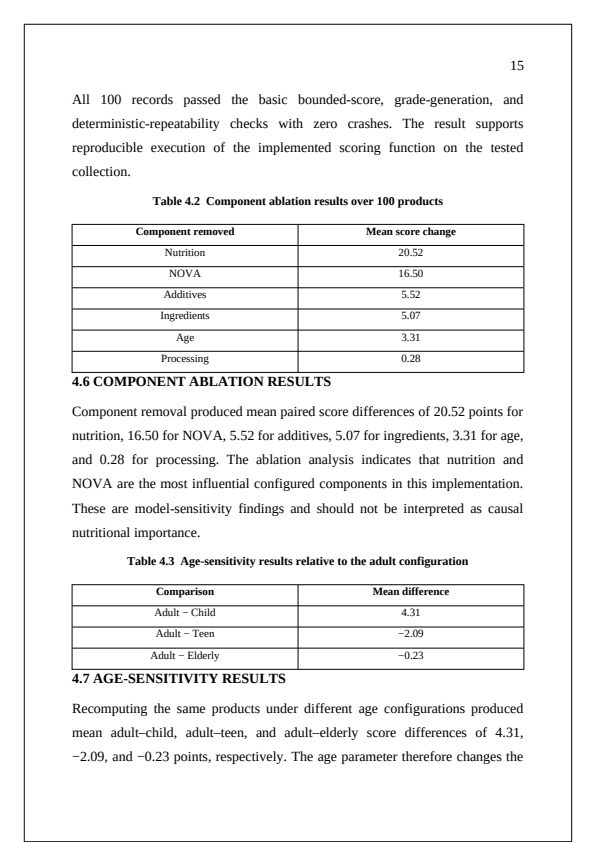 15
All 100 records passed the basic bounded-score, grade-generation, and
deterministic-repeatability checks with zero crashes. The result supports
reproducible execution of the implemented scoring function on the tested
collection.
Table 4.2 Component ablation results over 100 products
Component removed Mean score change
Nutrition 20.52
NOVA 16.50
Additives 5.52
Ingredients 5.07
Age 3.31
Processing 0.28
4.6 COMPONENT ABLATION RESULTS
Component removal produced mean paired score differences of 20.52 points for
nutrition, 16.50 for NOVA, 5.52 for additives, 5.07 for ingredients, 3.31 for age,
and 0.28 for processing. The ablation analysis indicates that nutrition and
NOVA are the most influential configured components in this implementation.
These are model-sensitivity findings and should not be interpreted as causal
nutritional importance.
Table 4.3 Age-sensitivity results relative to the adult configuration
Comparison Mean difference
Adult − Child 4.31
Adult − Teen −2.09
Adult − Elderly −0.23
4.7 AGE-SENSITIVITY RESULTS
Recomputing the same products under different age configurations produced
mean adult–child, adult–teen, and adult–elderly score differences of 4.31,
−2.09, and −0.23 points, respectively. The age parameter therefore changes the